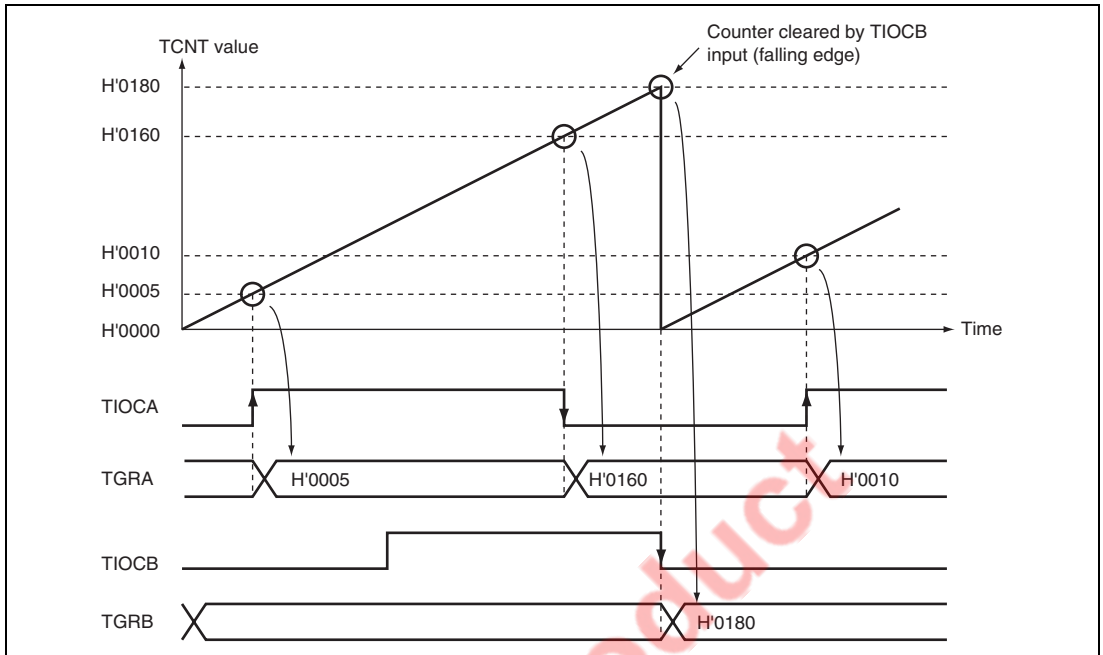 Counter cleared by TIOCB
input (falling edge)
TCNT value
H'0180
H'0160
H'0010
H'0005
H'0000
Time
TIOCA
TGRA
H'0005
H'0160
H'0010
TIOCB
TGRB
H'0180
oduct